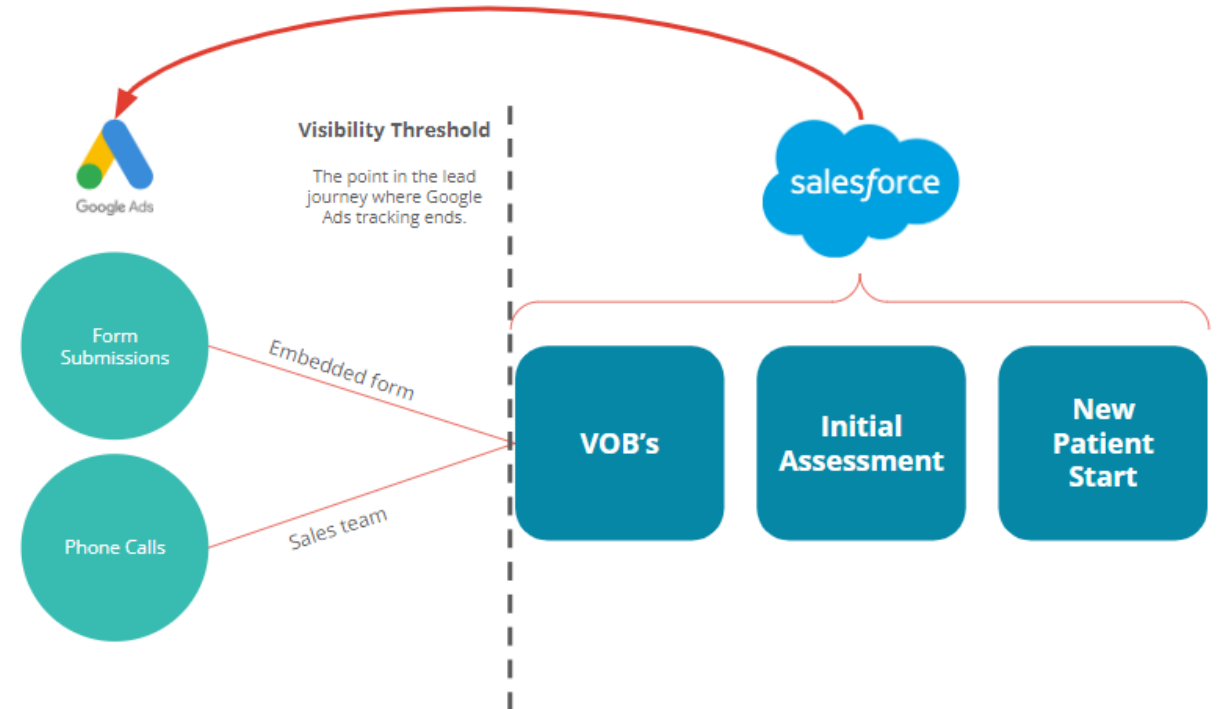 Google Ads
Visibility Threshold
The point in the lead
journey where Google
Ads tracking ends.
salesforce
Form
Submissions
Embedded form
Phone Calls
Sales team
VOB’s
Initial
Assessment
New
Patient
Start